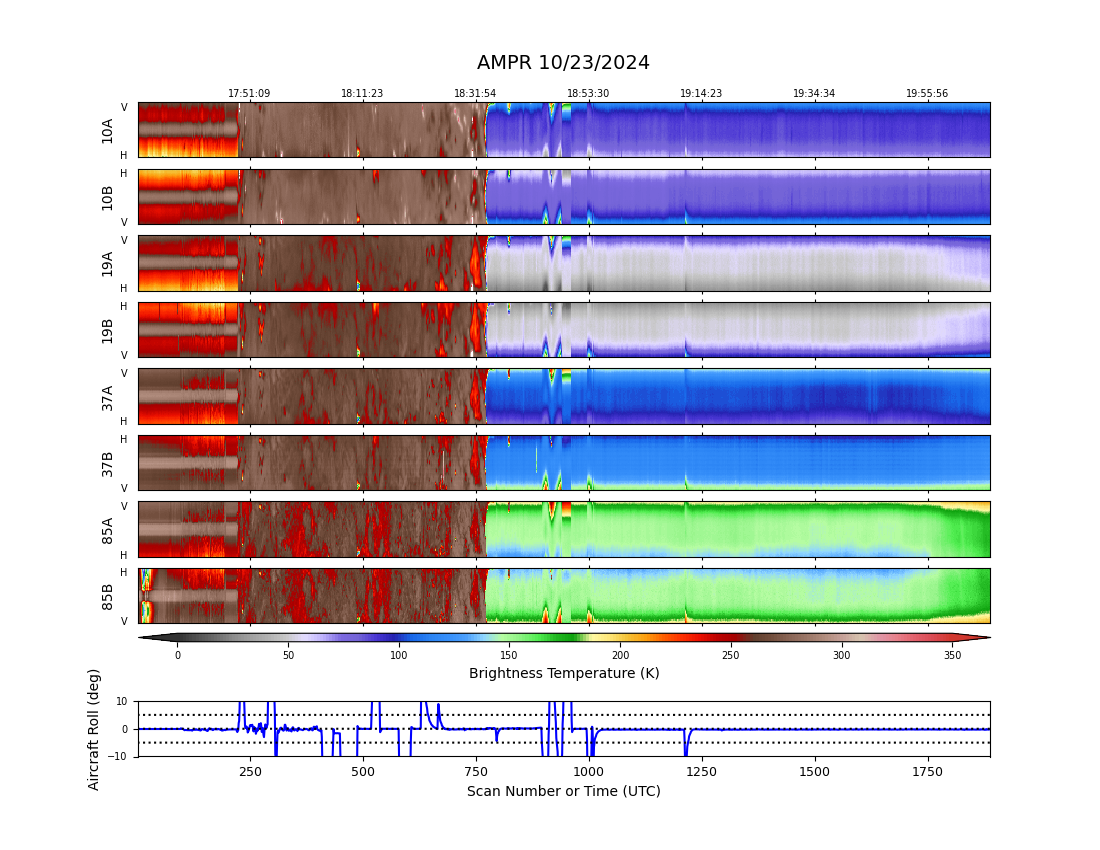 AMPR 10/23/2024
17:51:09 18:11:23 18:31:54 18:53:30 19:14:23 19:34:34 19:55:56
V
10A
H
H
10B
V
V
19A
H
H
19B
V
V
37A
H
H
37B
V
V
85A
H
H
85B
V
0 50 100 150 200 250 300 350
Brightness Temperature (K)
Aircraft Roll (deg)
10
0
−10
250 500 750 1000 1250 1500 1750
Scan Number or Time (UTC)